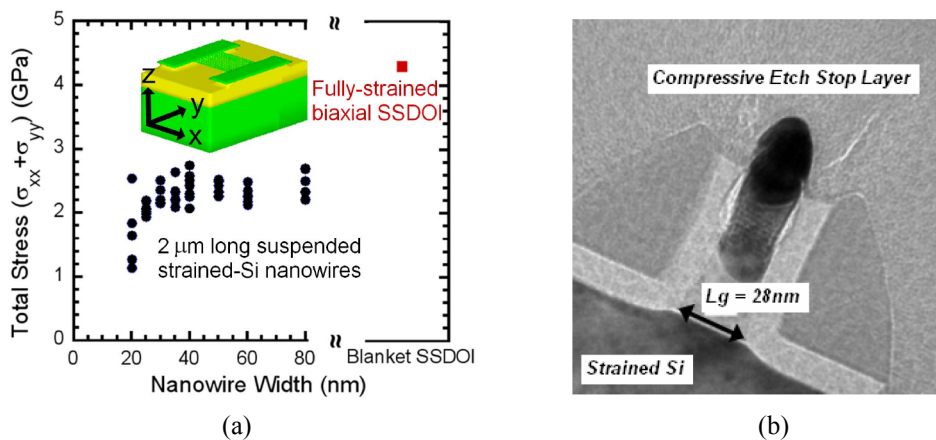 Total Stress (σxx+σyy) (GPa)
5
4
3
2
1
0
z
y
x
Fully-strained
biaxial SSDOI
2 μm long suspended
strained-Si nanowires
0 20 40 60 80
Blanket SSDOI
Nanowire Width (nm)
(a)
Compressive Etch Stop Layer
Lg = 28nm
Strained Si
(b)